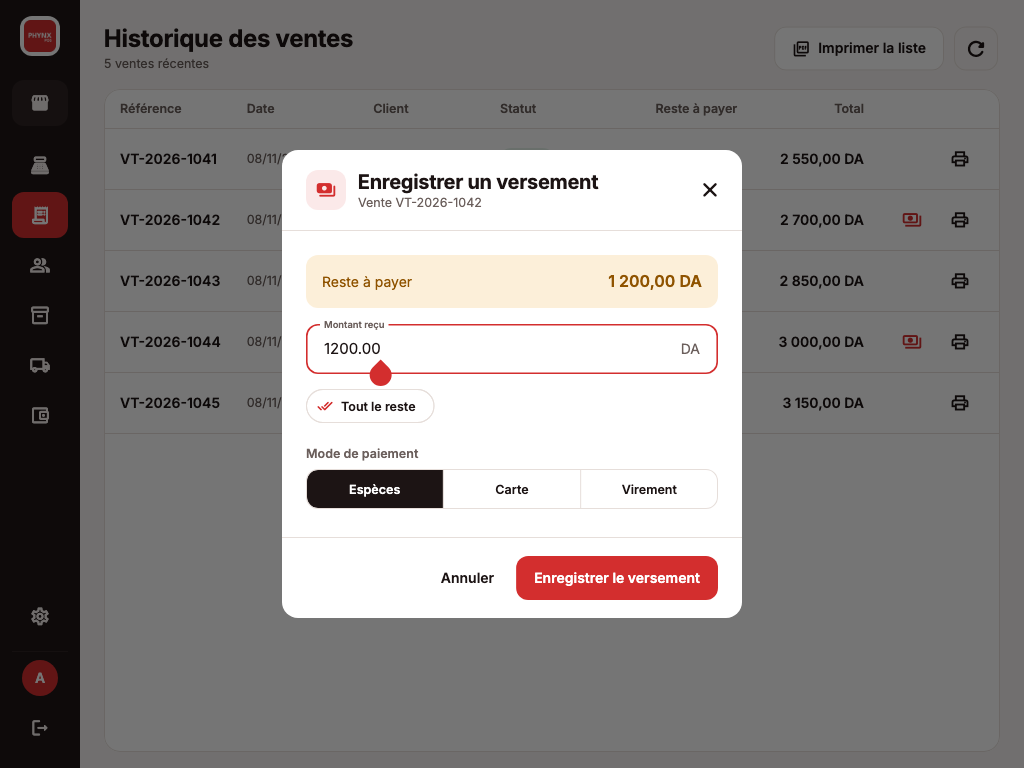 PHYNX
Historique des ventes
5 ventes récentes
Imprimer la liste
Référence Date Client Statut Reste à payer Total
VT-2026-1041 08/11/ 2 550,00 DA
VT-2026-1042 08/11/ 2 700,00 DA
VT-2026-1043 08/11/ 2 850,00 DA
VT-2026-1044 08/11/ 3 000,00 DA
VT-2026-1045 08/11/ 3 150,00 DA
Enregistrer un versement
Vente VT-2026-1042
Reste à payer 1 200,00 DA
Montant reçu
1200.00 DA
Tout le reste
Mode de paiement
Espèces Carte Virement
Annuler Enregistrer le versement
A